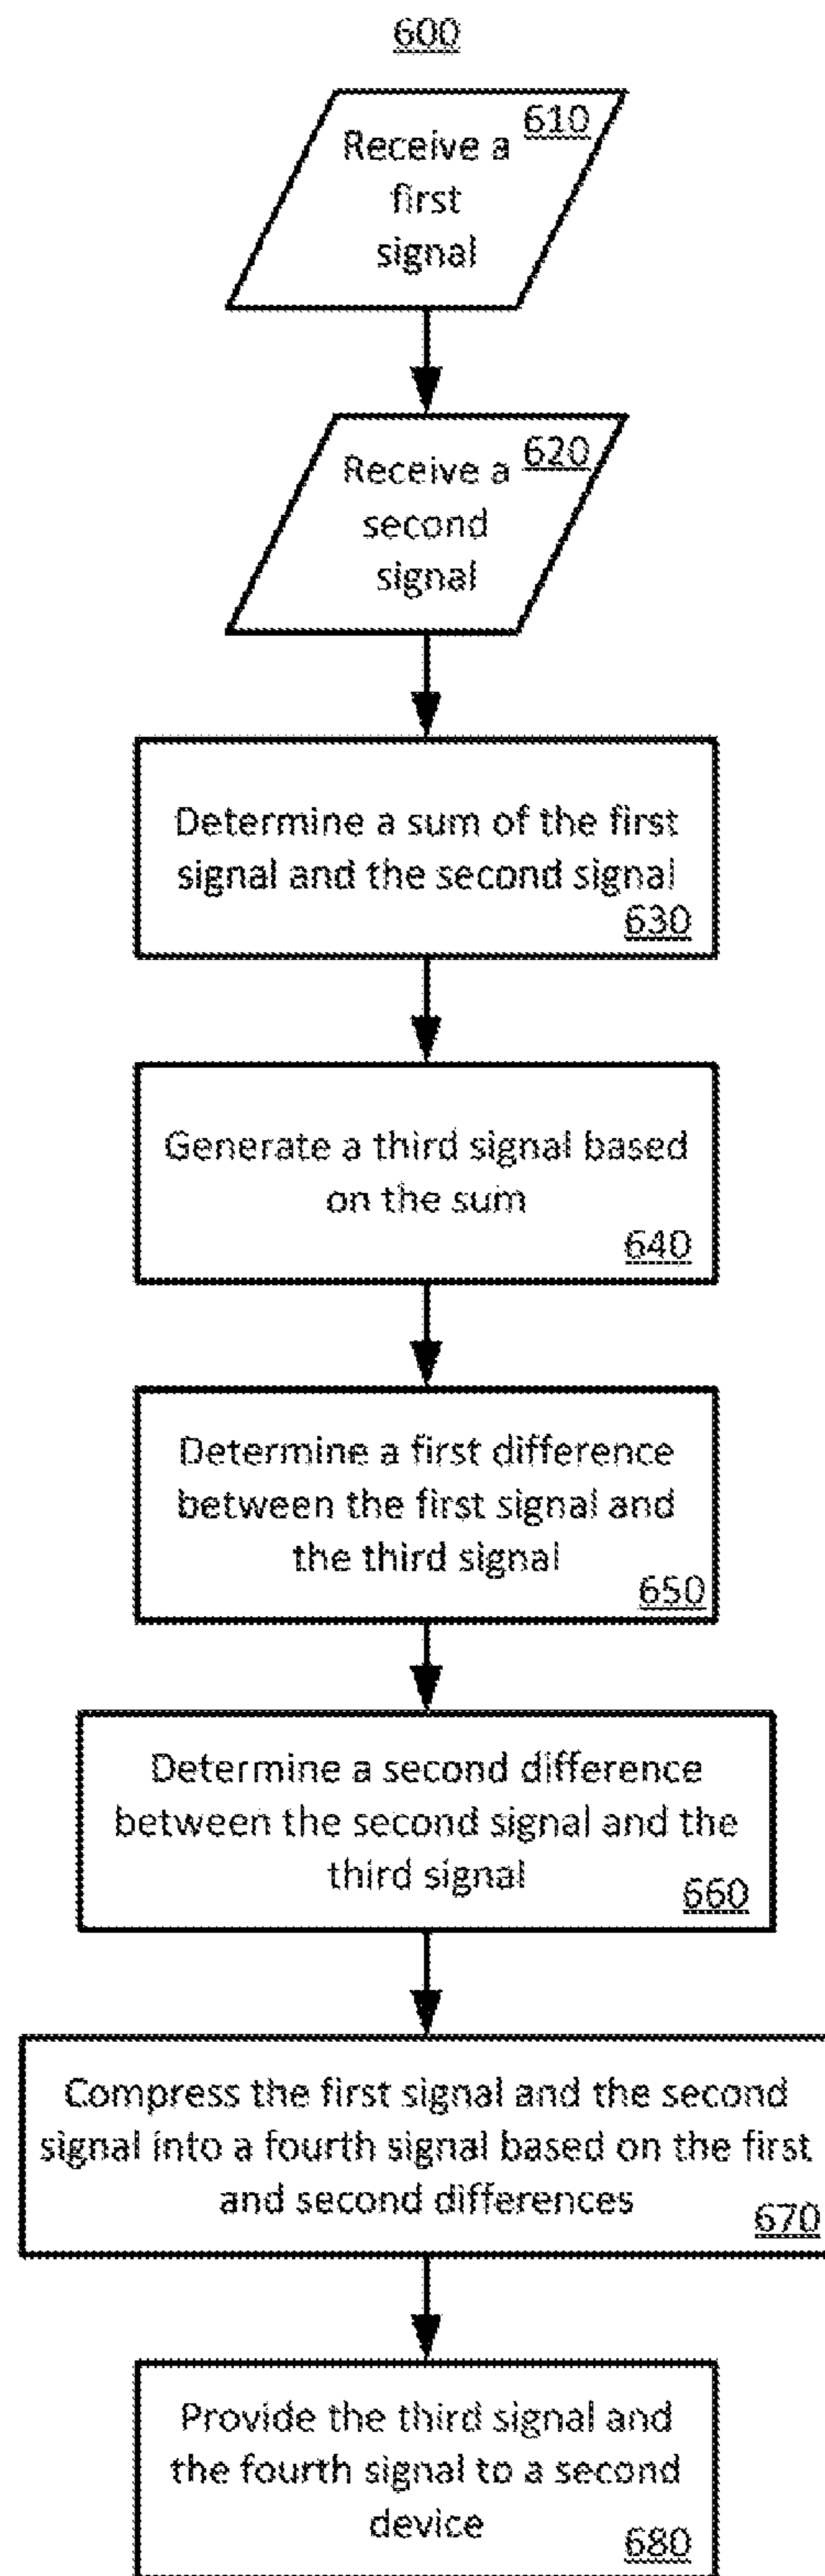 600
610
Receive a
first
signal
620
Receive a
second
signal
Determine a sum of the first
signal and the second signal
630
Generate a third signal based
on the sum
640
Determine a first difference
between the first signal and
the third signal
650
Determine a second difference
between the second signal and the
third signal
660
Compress the first signal and the second
signal into a fourth signal based on the first
and second differences
670
Provide the third signal and
the fourth signal to a second
device
680